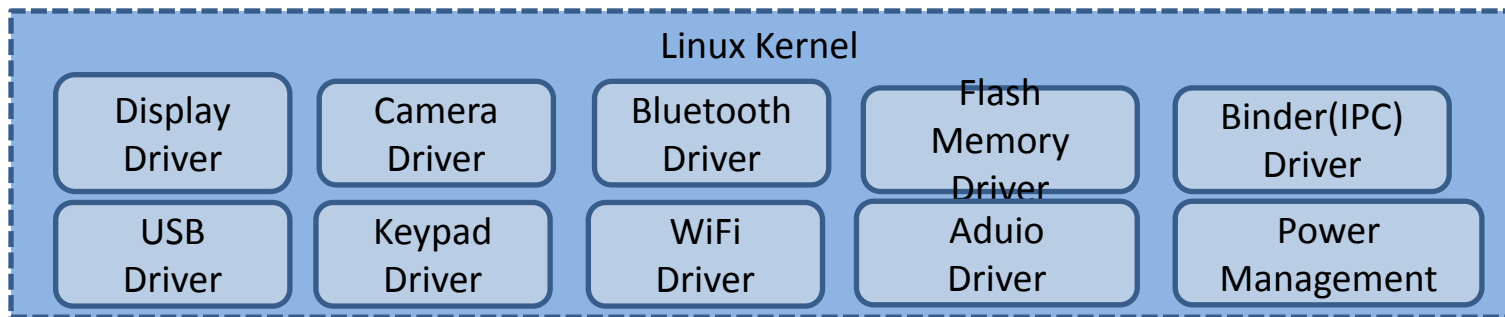 Linux Kernel
Display
Driver
Camera
Driver
Bluetooth
Driver
Flash
Memory
Driver
Binder(IPC)
Driver
USB
Driver
Keypad
Driver
WiFi
Driver
Aduio
Driver
Power
Management